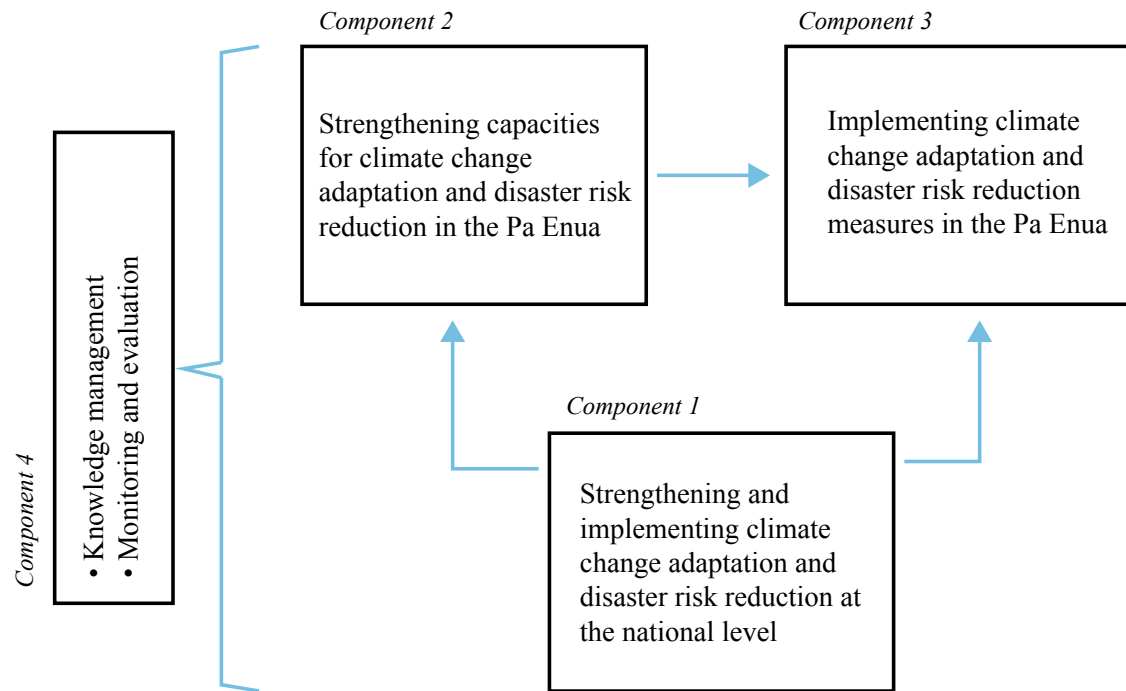 Component 2
Strengthening capacities
for climate change
adaptation and disaster risk
reduction in the Pa Enua
Component 3
Implementing climate
change adaptation and
disaster risk reduction
measures in the Pa Enua
Component 1
Strengthening and
implementing climate
change adaptation and
disaster risk reduction at
the national level
Component 4
• Knowledge management
• Monitoring and evaluation